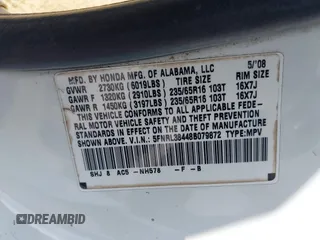 MFD. BY HONDA MFG. OF ALABAMA, LLC 5/'08
GVWR 2730KG (6019LBS) TIRE SIZE RIM SIZE
GAWR F 1320KG (2910LBS) 235/65R16 103T 16X7J
GAWR R 1450KG (3197LBS) 235/65R16 103T 16X7J
THIS VEHICLE CONFORMS TO ALL APPLICABLE FEDE-
RAL MOTOR VEHICLE SAFETY AND THEFT PREVENTION
STANDARDS IN EFFECT ON THE DATE OF MANUFACTURE
SHOWN ABOVE. V.I.N.: 5FNRL38448B079872 TYPE:MPV
SHJ 8 AC5 -NH578 -F -B
©DREAMBID